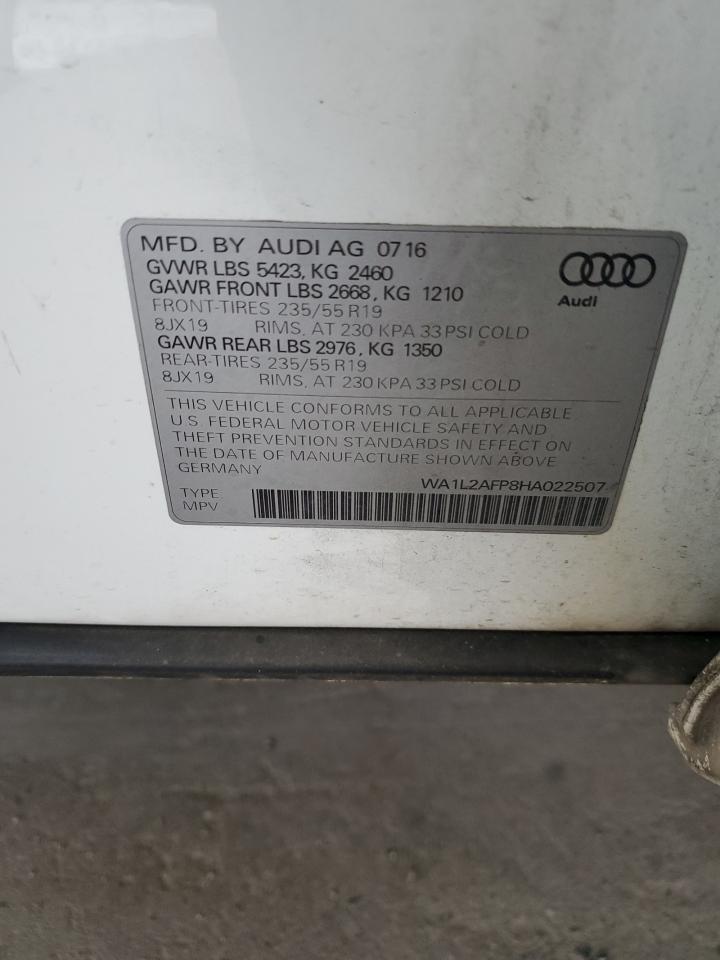 MFD. BY AUDI AG 07 16
GVWR LBS 5423, KG 2460
GAWR FRONT LBS 2668, KG 1210
FRONT-TIRES 235/55 R19
8JX19 RIMS, AT 230 KPA 33 PSI COLD
GAWR REAR LBS 2976, KG 1350
REAR-TIRES 235/55 R19
8JX19 RIMS, AT 230 KPA 33 PSI COLD
Audi
THIS VEHICLE CONFORMS TO ALL APPLICABLE
U.S. FEDERAL MOTOR VEHICLE SAFETY AND
THEFT PREVENTION STANDARDS IN EFFECT ON
THE DATE OF MANUFACTURE SHOWN ABOVE
GERMANY WA1L2AFP8HA022507
TYPE
MPV